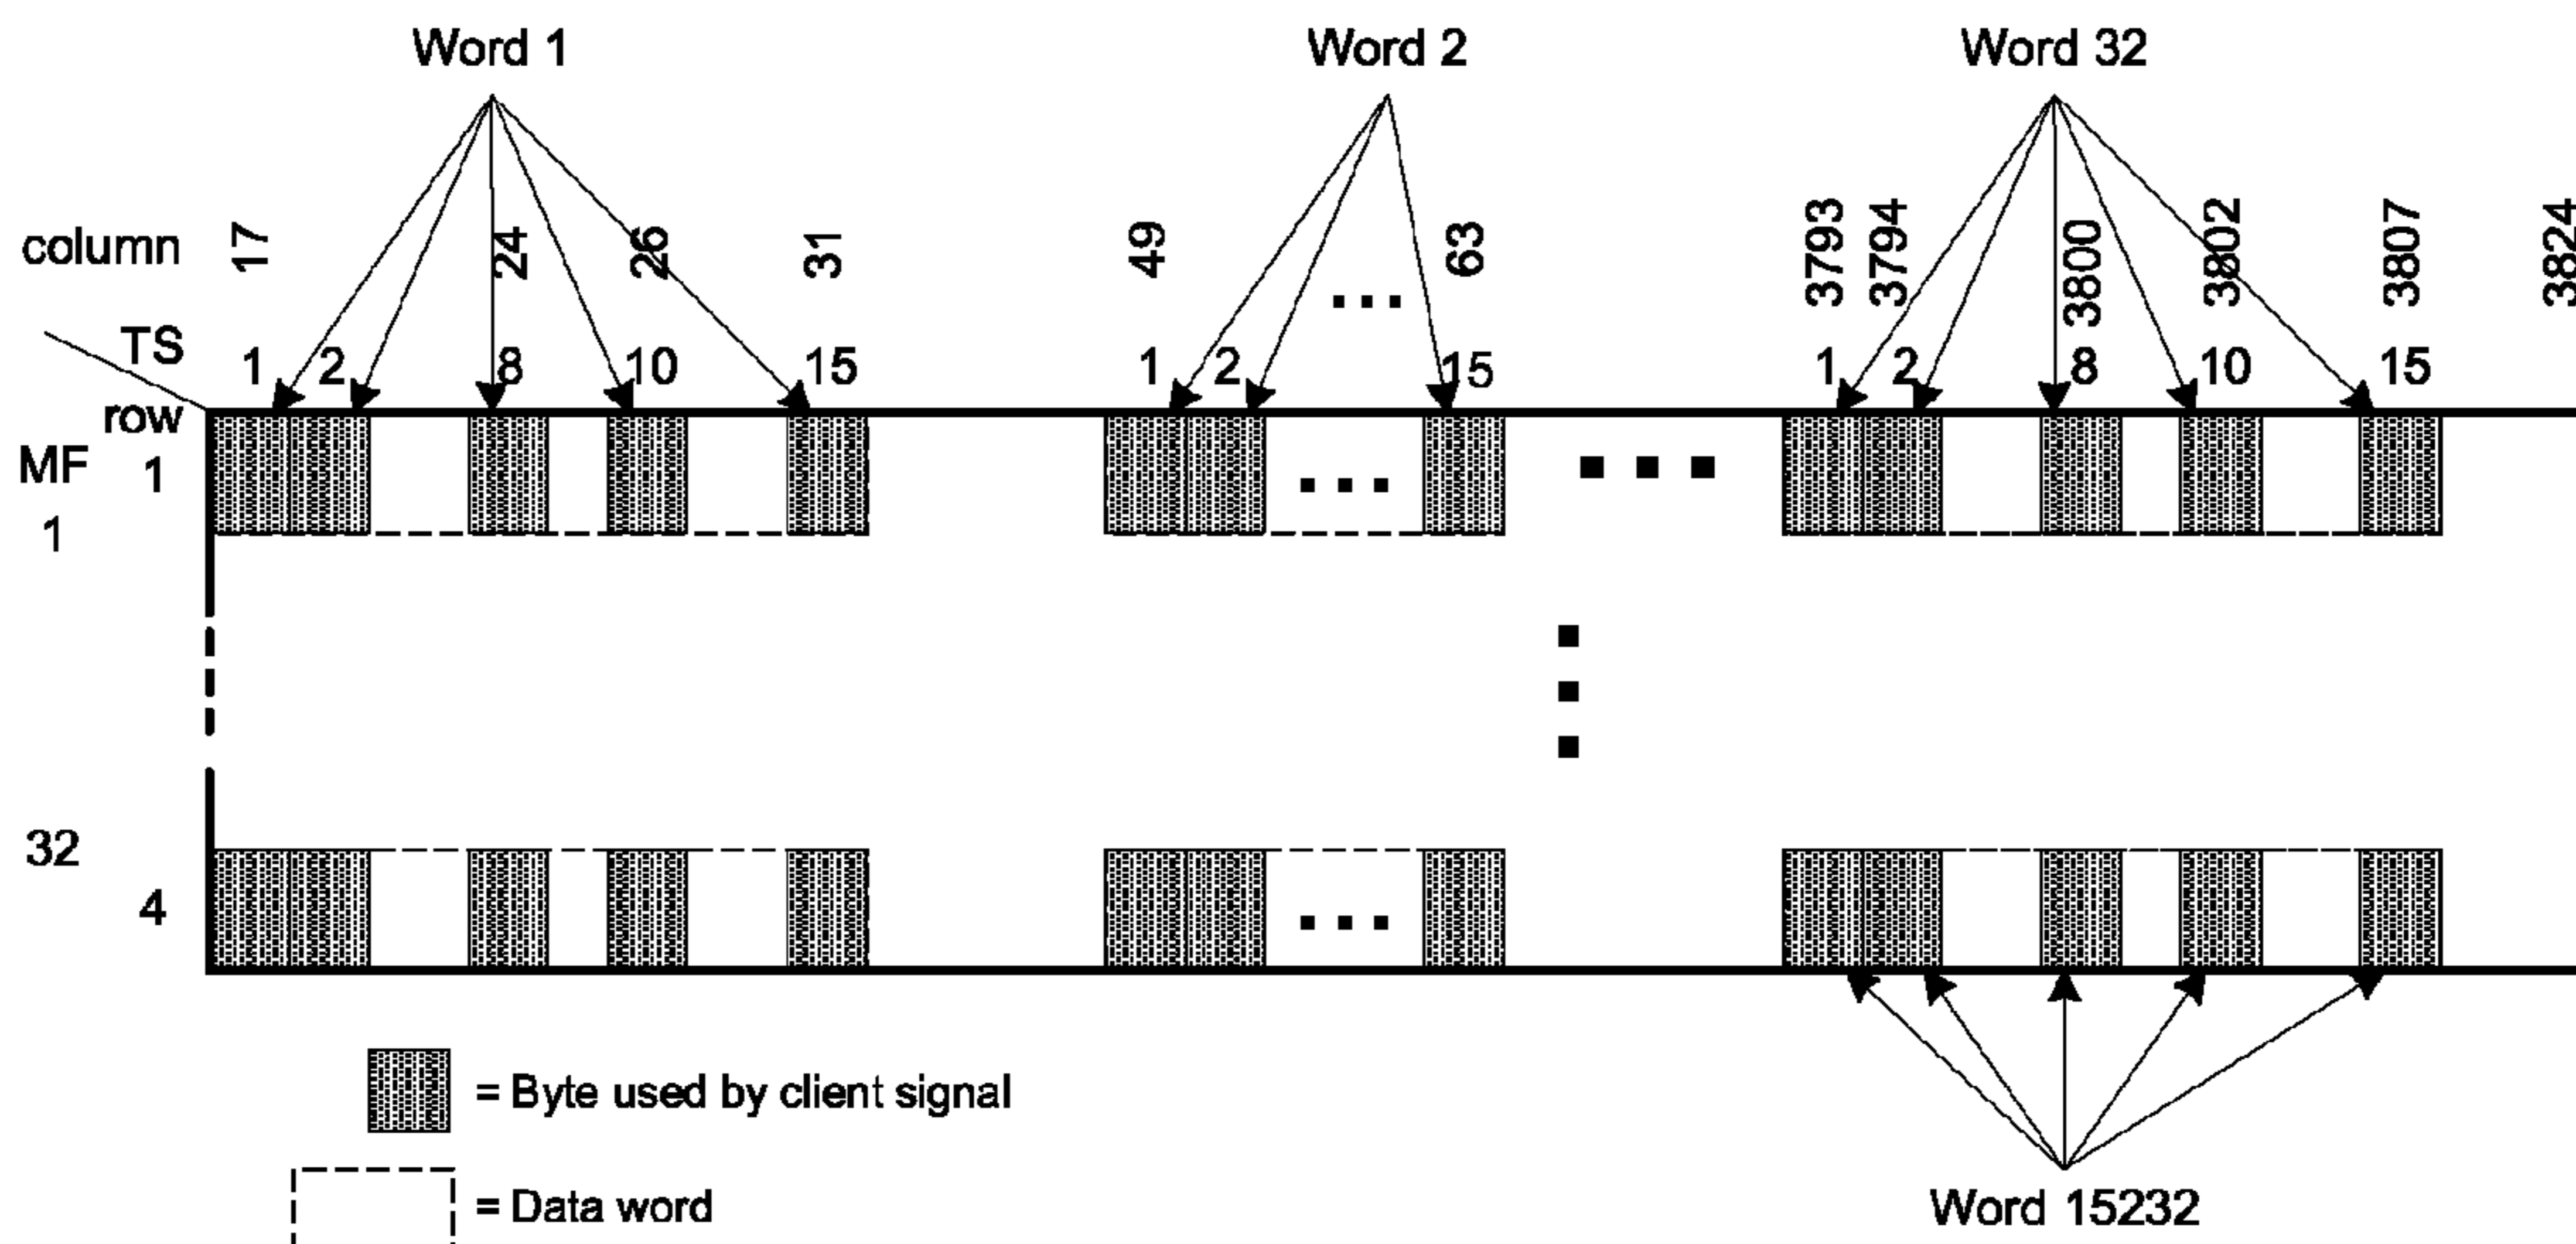 Word 1 Word 2 Word 32
column 17 24 26 31 49 63 3793 3794 3800 3802 3807 3824
TS 1 2 8 10 15 1 2 15 1 2 8 10 15
row
MF 1
1
32
4
= Byte used by client signal
= Data word
Word 15232